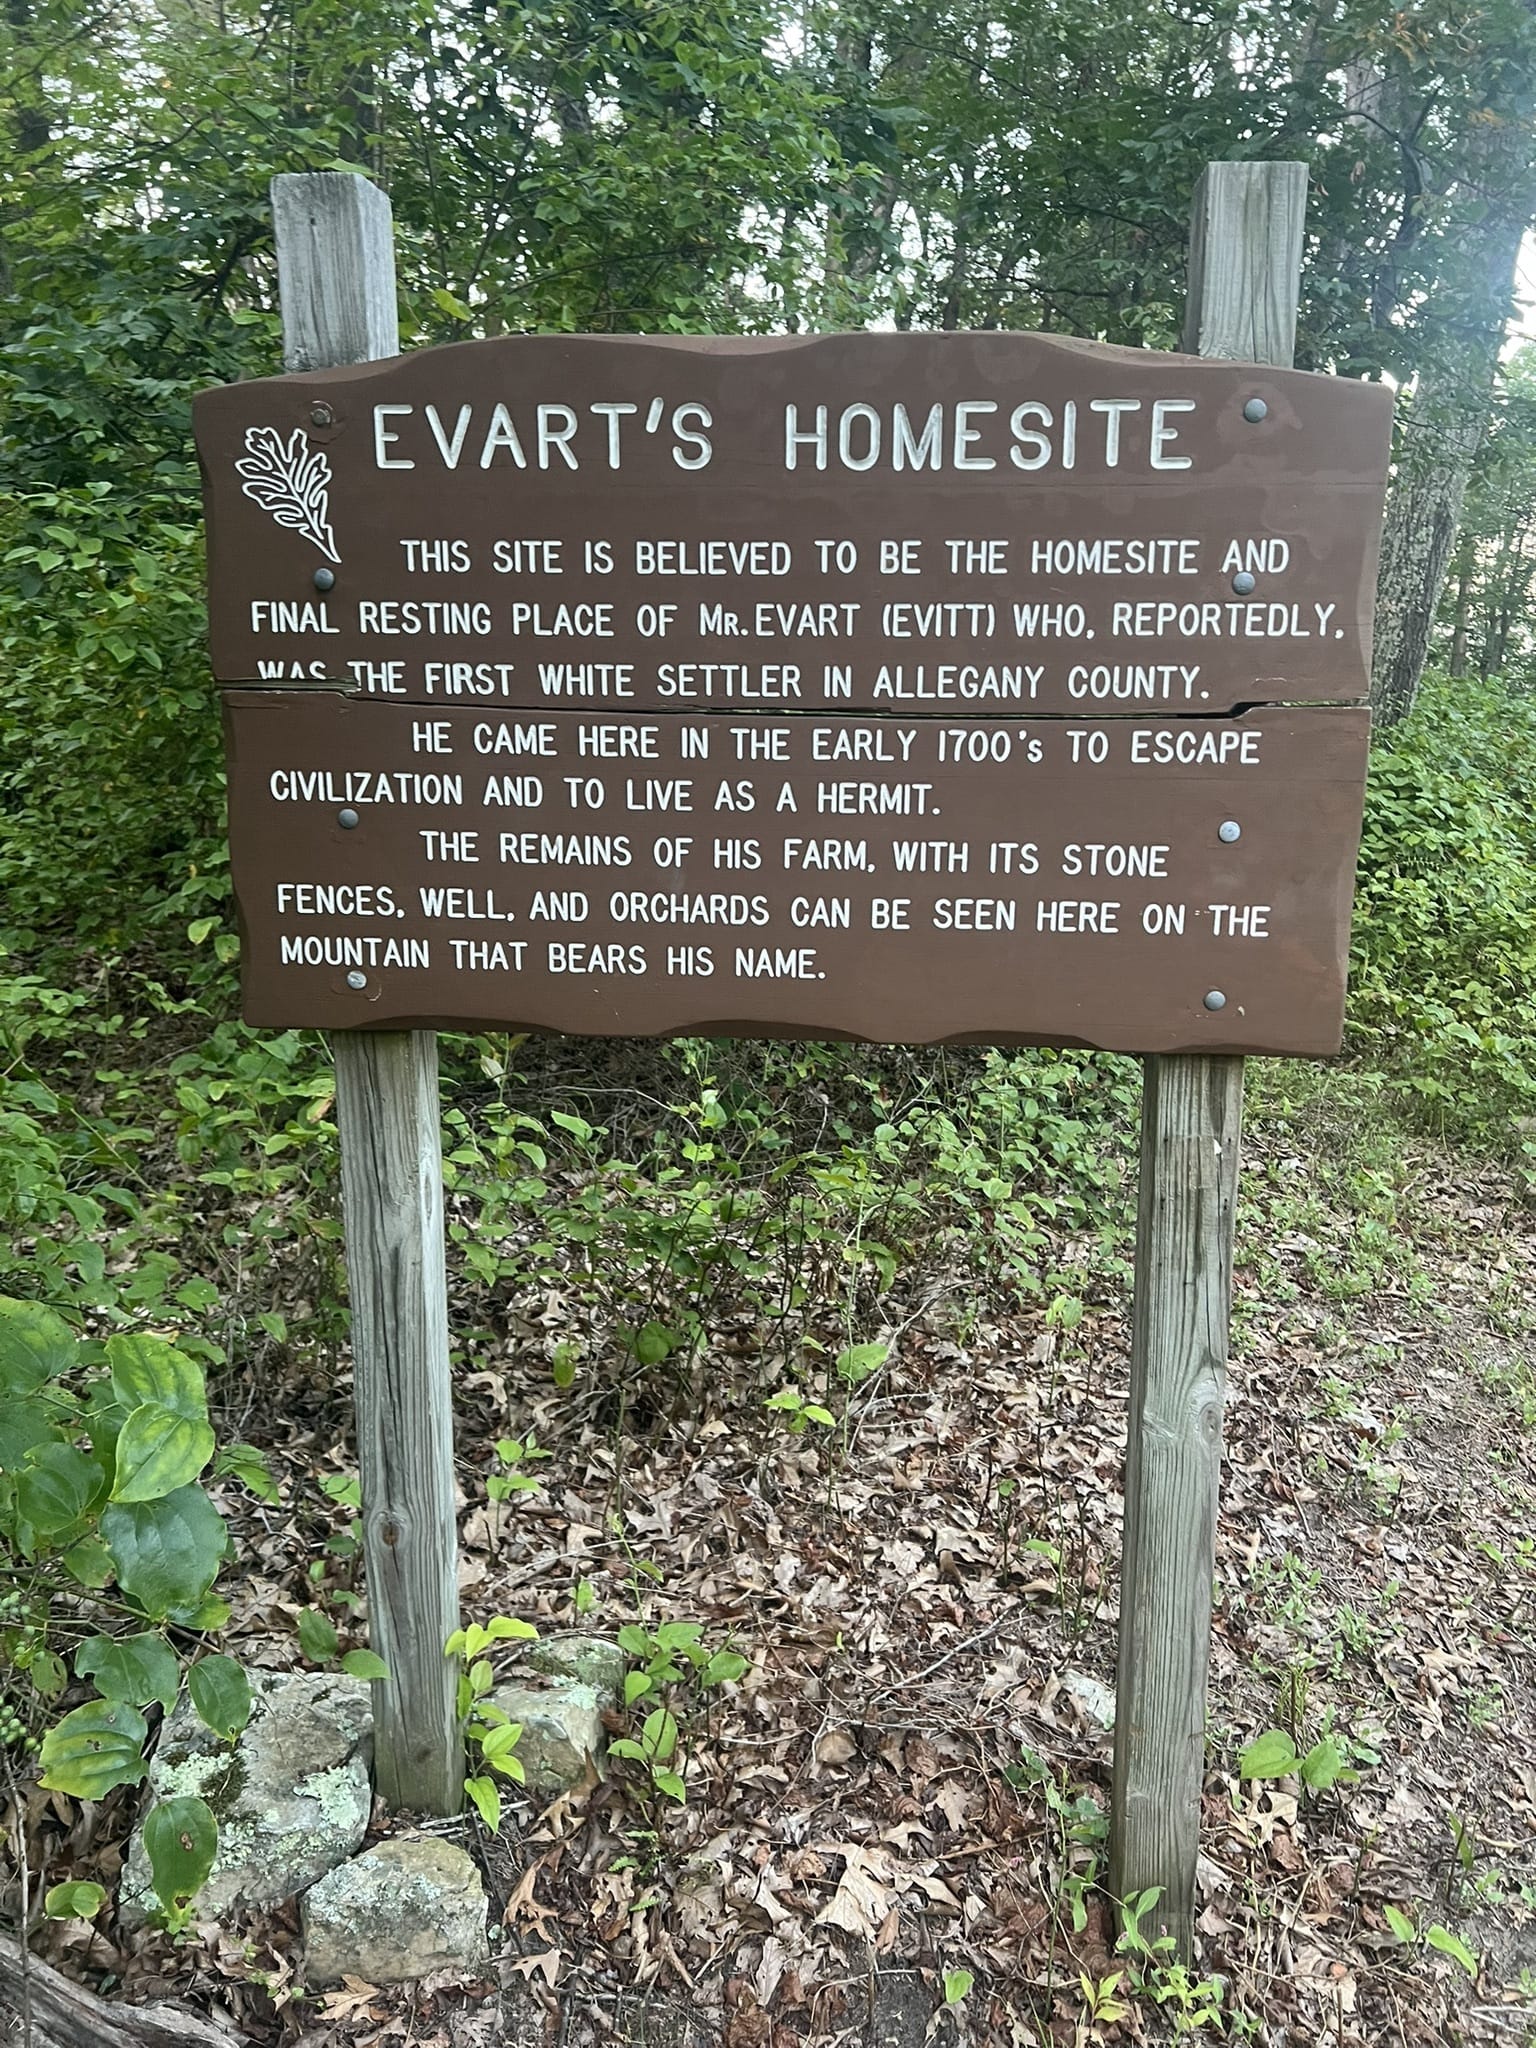 EVART'S HOMESITE
THIS SITE IS BELIEVED TO BE THE HOMESITE AND
FINAL RESTING PLACE OF MR. EVART (EVITT) WHO, REPORTEDLY,
WAS THE FIRST WHITE SETTLER IN ALLEGANY COUNTY.
HE CAME HERE IN THE EARLY 1700's TO ESCAPE
CIVILIZATION AND TO LIVE AS A HERMIT.
THE REMAINS OF HIS FARM, WITH ITS STONE
FENCES, WELL, AND ORCHARDS CAN BE SEEN HERE ON THE
MOUNTAIN THAT BEARS HIS NAME.